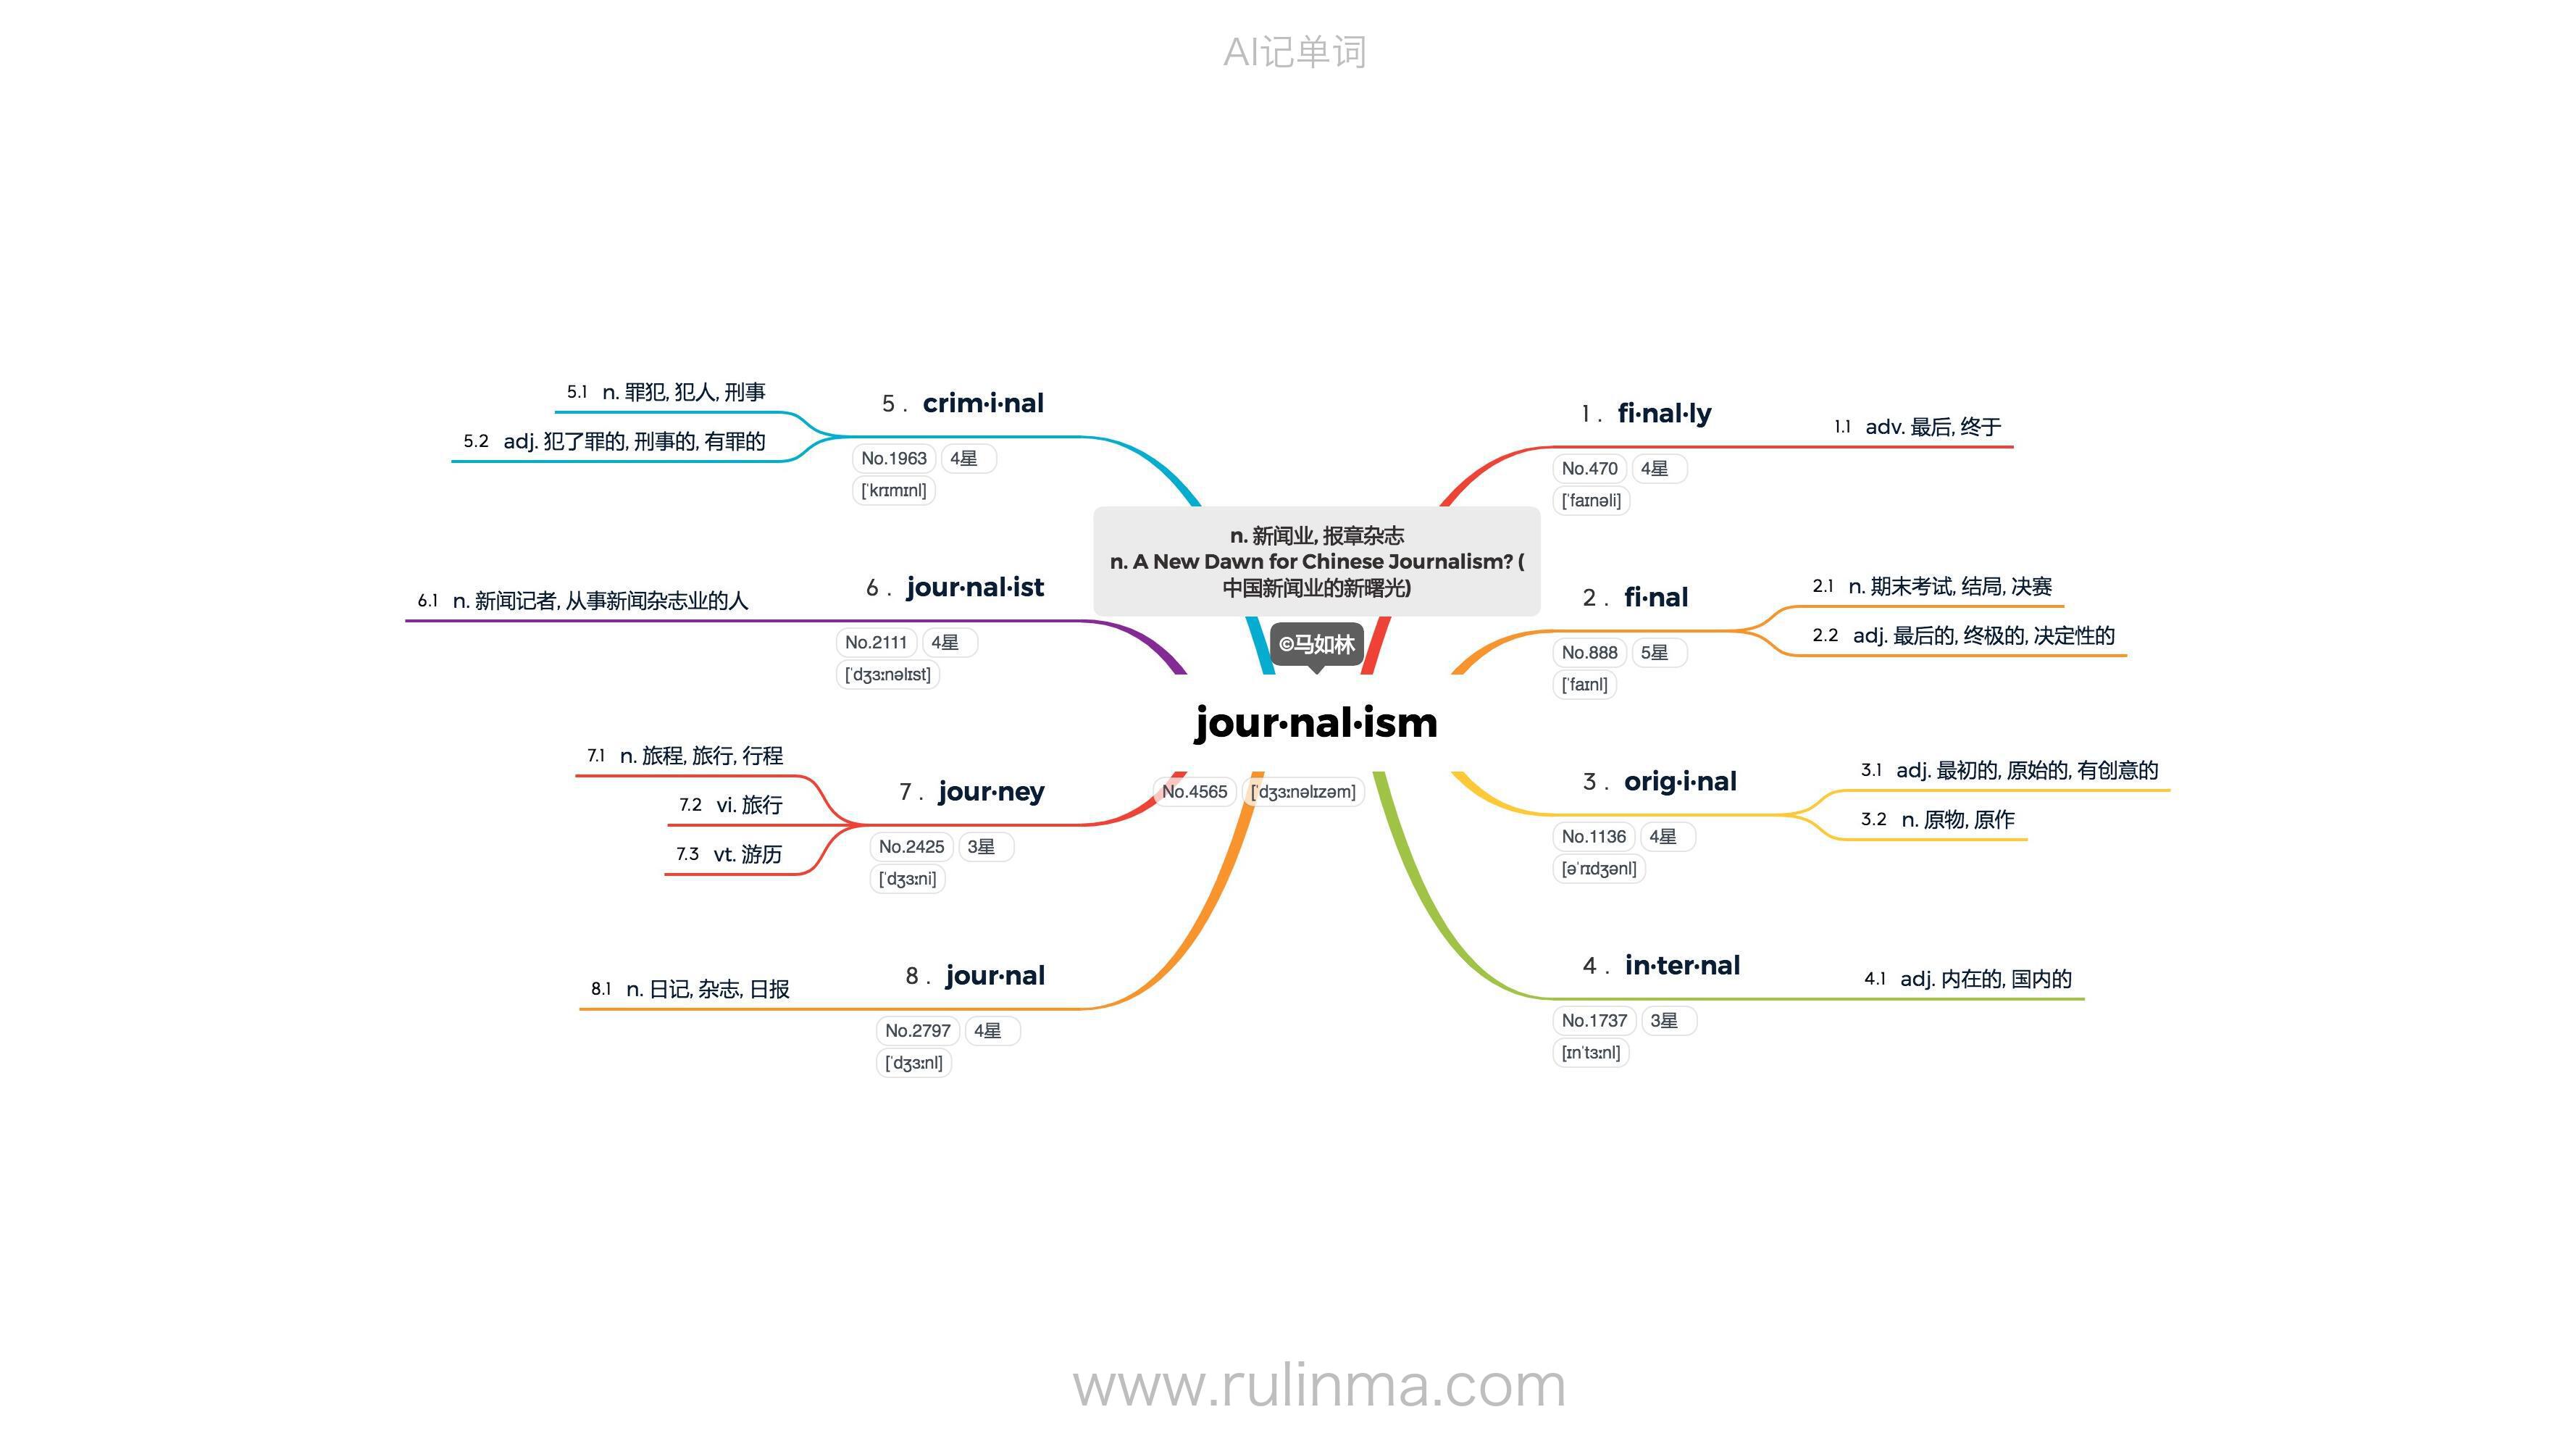 AI记单词
n. 新闻业, 报章杂志
n. A New Dawn for Chinese Journalism? (
中国新闻业的新曙光)
©马如林
jour·nal·ism
No.4565 [ˈdʒɜːnəlɪzəm]
1 . fi·nal·ly
No.470 4星
[ˈfaɪnəli]
1.1 adv. 最后, 终于
2 . fi·nal
No.888 5星
[ˈfaɪnl]
2.1 n. 期末考试, 结局, 决赛
2.2 adj. 最后的, 终极的, 决定性的
3 . orig·i·nal
No.1136 4星
[əˈrɪdʒənl]
3.1 adj. 最初的, 原始的, 有创意的
3.2 n. 原物, 原作
4 . in·ter·nal
No.1737 3星
[ɪnˈtɜːnl]
4.1 adj. 内在的, 国内的
5 . crim·i·nal
No.1963 4星
[ˈkrɪmɪnl]
5.1 n. 罪犯, 犯人, 刑事
5.2 adj. 犯了罪的, 刑事的, 有罪的
6 . jour·nal·ist
No.2111 4星
[ˈdʒɜːnəlɪst]
6.1 n. 新闻记者, 从事新闻杂志业的人
7 . jour·ney
No.2425 3星
[ˈdʒɜːni]
7.1 n. 旅程, 旅行, 行程
7.2 vi. 旅行
7.3 vt. 游历
8 . jour·nal
No.2797 4星
[ˈdʒɜːnl]
8.1 n. 日记, 杂志, 日报
www.rulinma.com